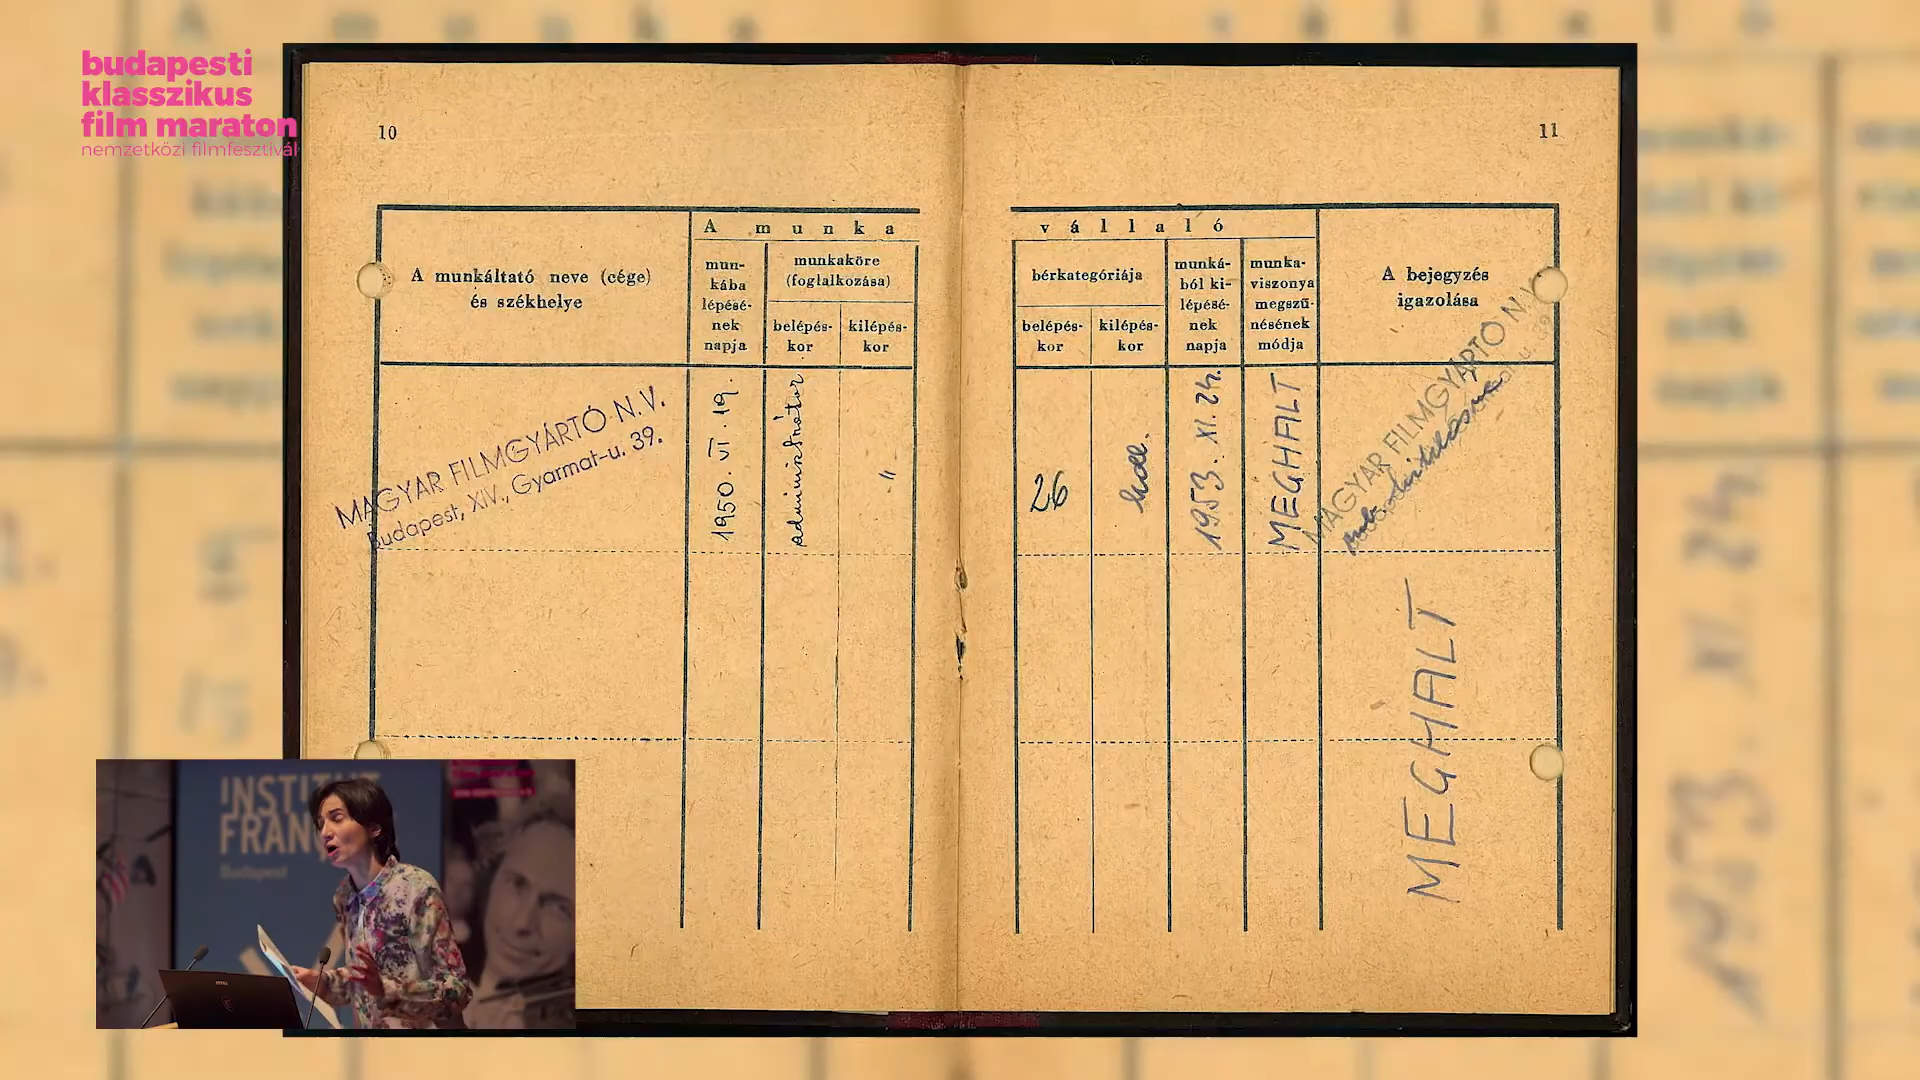 budapesti
klasszikus
film maraton
nemzetközi filmfesztivál
10
A munkáltató neve (cége)
és székhelye
A munka
mun-
kába
lépésé-
nek
napja
munkaköre
(foglalkozása)
belépés-
kor
kilépés-
kor
MAGYAR FILMGYÁRTÓ N.V.
Budapest, XIV., Gyarmat-u. 39.
1950. VI. 19.
adminisztrátor
"
11
vállaló
bérkategóriája
belépés-
kor
kilépés-
kor
munká-
ból ki-
lépésé-
nek
napja
munka-
viszonya
megszű-
nésének
módja
A bejegyzés
igazolása
26
1953. XI. 24.
MEGHALT
MAGYAR FILMGYÁRTÓ N.V.
MEGHALT
INSTITUT
FRAN
Budapest